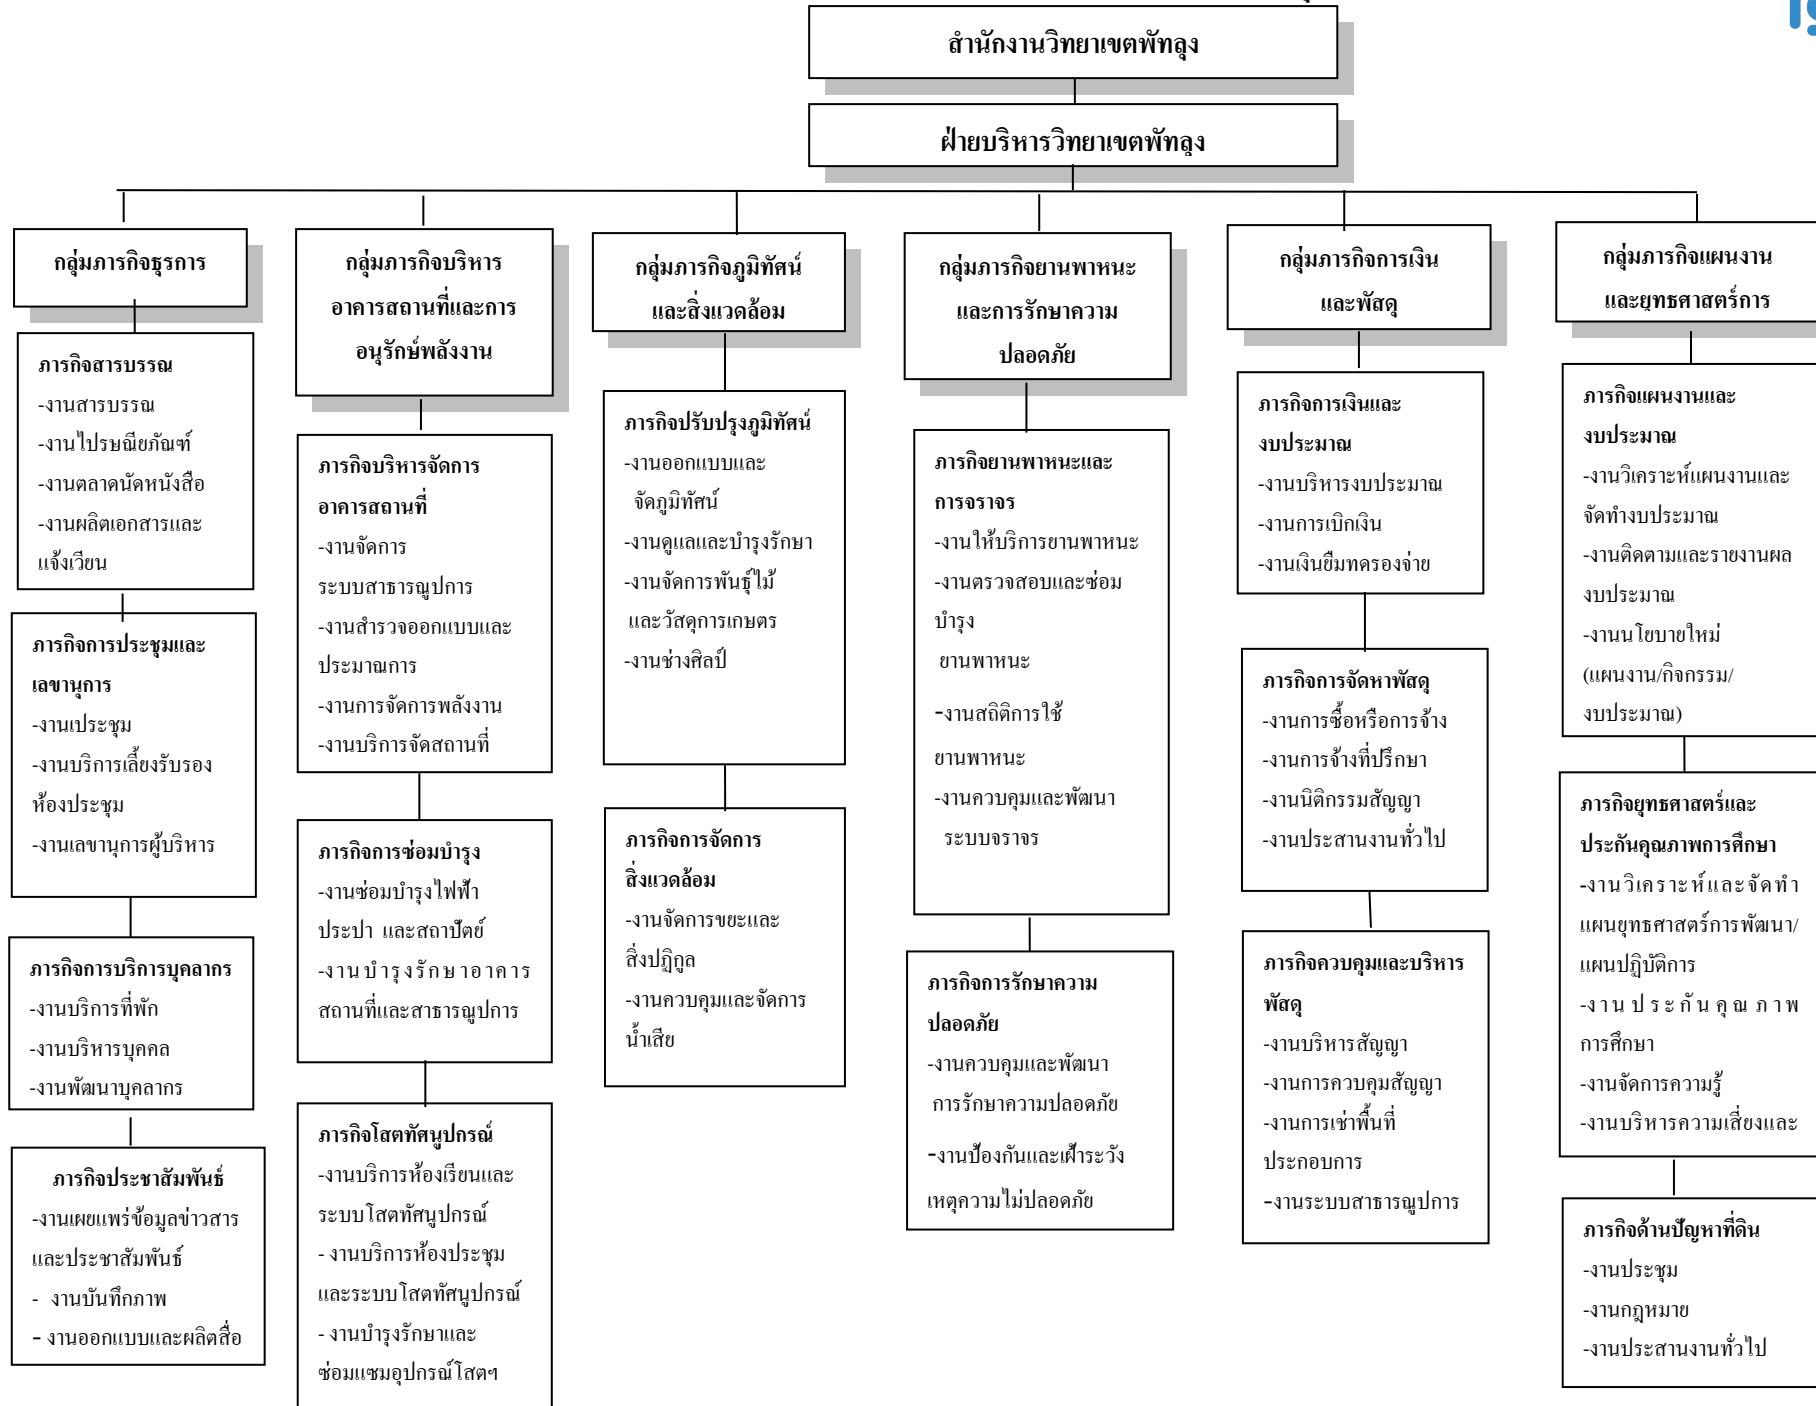 สำนักงานวิทยาเขตพัทลุง
ฝ่ายบริหารวิทยาเขตพัทลุง
กลุ่มภารกิจธุรการ
ภารกิจสารบรรณ
-งานสารบรรณ
-งานไปรษณียภัณฑ์
-งานตลาดนัดหนังสือ
-งานผลิตเอกสารและ
แจ้งเวียน
ภารกิจการประชุมและ
เลขานุการ
-งานประชุม
-งานบริการเลี้ยงรับรอง
ห้องประชุม
-งานเลขานุการผู้บริหาร
ภารกิจการบริการบุคลากร
-งานบริการที่พัก
-งานบริหารบุคคล
-งานพัฒนาบุคลากร
ภารกิจประชาสัมพันธ์
-งานเผยแพร่ข้อมูลข่าวสาร
และประชาสัมพันธ์
- งานบันทึกภาพ
- งานออกแบบและผลิตสื่อ
กลุ่มภารกิจบริหาร
อาคารสถานที่และการ
อนุรักษ์พลังงาน
ภารกิจบริหารจัดการ
อาคารสถานที่
-งานจัดการ
ระบบสาธารณูปการ
-งานสำรวจออกแบบและ
ประมาณการ
-งานการจัดการพลังงาน
-งานบริการจัดสถานที่
ภารกิจการซ่อมบำรุง
-งานซ่อมบำรุงไฟฟ้า
ประปา และสถาปัตย์
-งานบำรุงรักษาอาคาร
สถานที่และสาธารณูปการ
ภารกิจโสตทัศนูปกรณ์
-งานบริการห้องเรียนและ
ระบบโสตทัศนูปกรณ์
- งานบริการห้องประชุม
และระบบโสตทัศนูปกรณ์
- งานบำรุงรักษาและ
ซ่อมแซมอุปกรณ์โสตฯ
กลุ่มภารกิจภูมิทัศน์
และสิ่งแวดล้อม
ภารกิจปรับปรุงภูมิทัศน์
-งานออกแบบและ
จัดภูมิทัศน์
-งานดูแลและบำรุงรักษา
-งานจัดการพันธุ์ไม้
และวัสดุการเกษตร
-งานช่างศิลป์
ภารกิจการจัดการ
สิ่งแวดล้อม
-งานจัดการขยะและ
สิ่งปฏิกูล
-งานควบคุมและจัดการ
น้ำเสีย
กลุ่มภารกิจยานพาหนะ
และการรักษาความ
ปลอดภัย
ภารกิจยานพาหนะและ
การจราจร
-งานให้บริการยานพาหนะ
-งานตรวจสอบและซ่อม
บำรุง
ยานพาหนะ
-งานสถิติการใช้
ยานพาหนะ
-งานควบคุมและพัฒนา
ระบบจราจร
ภารกิจการรักษาความ
ปลอดภัย
-งานควบคุมและพัฒนา
การรักษาความปลอดภัย
-งานป้องกันและเฝ้าระวัง
เหตุความไม่ปลอดภัย
กลุ่มภารกิจการเงิน
และพัสดุ
ภารกิจการเงินและ
งบประมาณ
-งานบริหารงบประมาณ
-งานการเบิกเงิน
-งานเงินยืมทดรองจ่าย
ภารกิจการจัดหาพัสดุ
-งานการซื้อหรือการจ้าง
-งานการจ้างที่ปรึกษา
-งานนิติกรรมสัญญา
-งานประสานงานทั่วไป
ภารกิจควบคุมและบริหาร
พัสดุ
-งานบริหารสัญญา
-งานการควบคุมสัญญา
-งานการเช่าพื้นที่
ประกอบการ
-งานระบบสาธารณูปการ
กลุ่มภารกิจแผนงาน
และยุทธศาสตร์การ
ภารกิจแผนงานและ
งบประมาณ
-งานวิเคราะห์แผนงานและ
จัดทำงบประมาณ
-งานติดตามและรายงานผล
งบประมาณ
-งานนโยบายใหม่
(แผนงาน/กิจกรรม/
งบประมาณ)
ภารกิจยุทธศาสตร์และ
ประกันคุณภาพการศึกษา
-งานวิเคราะห์และจัดทำ
แผนยุทธศาสตร์การพัฒนา/
แผนปฏิบัติการ
-งานประกันคุณภาพ
การศึกษา
-งานจัดการความรู้
-งานบริหารความเสี่ยงและ
ภารกิจด้านปัญหาที่ดิน
-งานประชุม
-งานกฎหมาย
-งานประสานงานทั่วไป